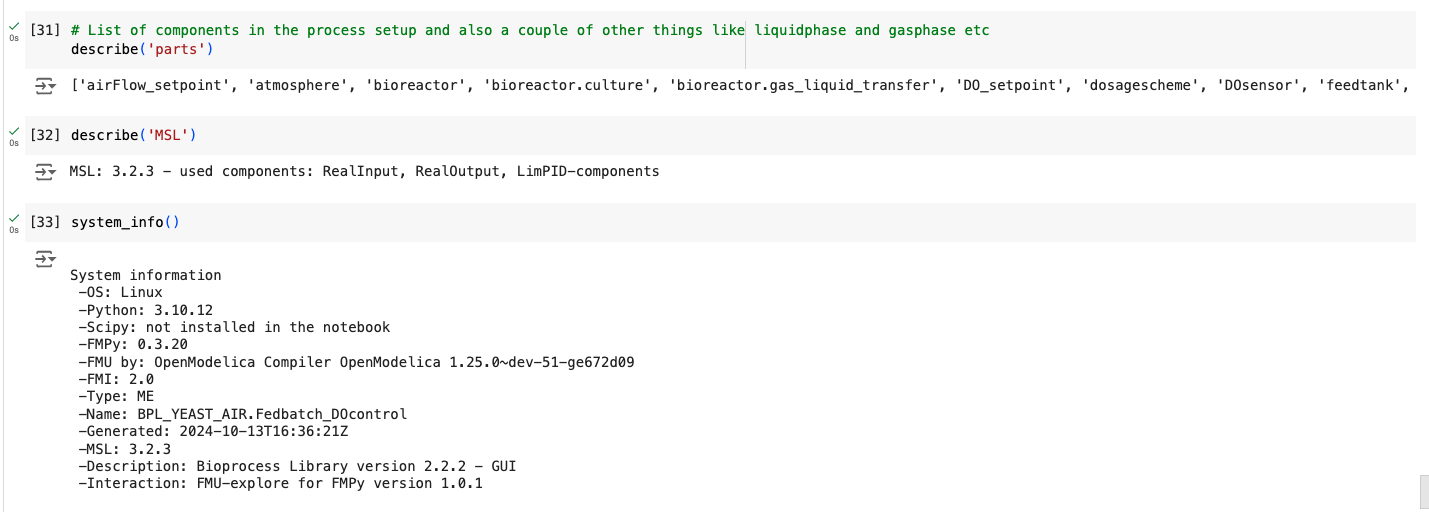 [31] # List of components in the process setup and also a couple of other things like liquidphase and gasphase etc
0s
describe('parts')
['airFlow_setpoint', 'atmosphere', 'bioreactor', 'bioreactor.culture', 'bioreactor.gas_liquid_transfer', 'DO_setpoint', 'dosagescheme', 'DOsensor', 'feedtank',
[32] describe('MSL')
0s
MSL: 3.2.3 – used components: RealInput, RealOutput, LimPID-components
[33] system_info()
0s
System information
-OS: Linux
-Python: 3.10.12
-Scipy: not installed in the notebook
-FMPy: 0.3.20
-FMU by: OpenModelica Compiler OpenModelica 1.25.0~dev-51-ge672d09
-FMI: 2.0
-Type: ME
-Name: BPL_YEAST_AIR.Fedbatch_DOcontrol
-Generated: 2024-10-13T16:36:21Z
-MSL: 3.2.3
-Description: Bioprocess Library version 2.2.2 – GUI
-Interaction: FMU-explore for FMPy version 1.0.1